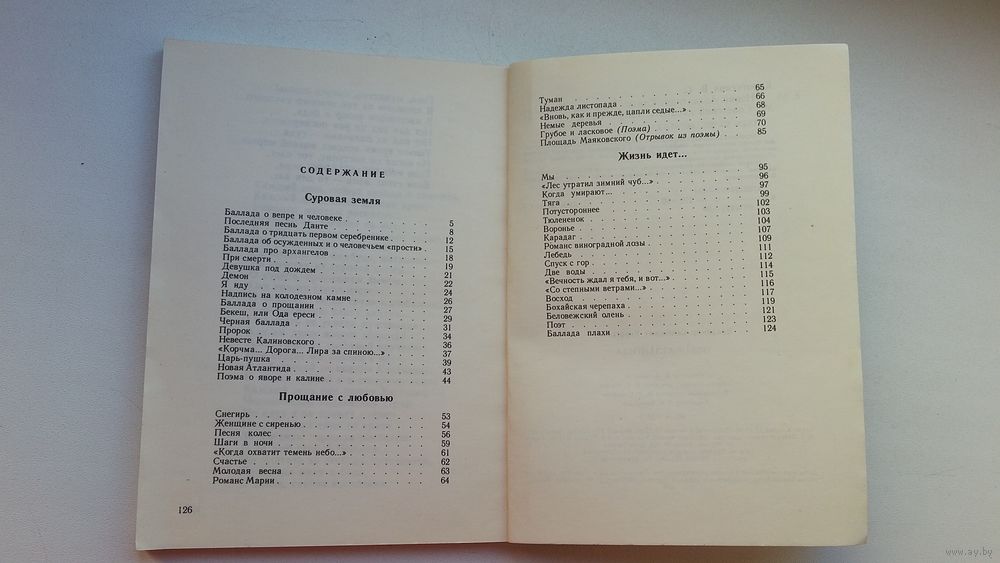 СОДЕРЖАНИЕ
Суровая земля
Баллада о вепре и человеке . . . . . . . 5
Последняя песнь Данте . . . . . . . 8
Баллада о тридцать первом серебренике . . . . 12
Баллада об осужденных и о человечьем «прости» . 15
Баллада про архангелов . . . . . . . 18
При смерти . . . . . . . 19
Девушка под дождем . . . . . . . 21
Демон . . . . . . . 22
Я иду . . . . . . . 24
Надпись на колодезном камне . . . . . . . 26
Баллада о прощании . . . . . . . 27
Бекеш, или Ода ереси . . . . . . . 29
Черная баллада . . . . . . . 31
Пророк . . . . . . . 34
Невесте Калиновского . . . . . . . 36
«Корчма... Дорога... Лира за спиною...» . . . . 37
Царь-пушка . . . . . . . 39
Новая Атлантида . . . . . . . 43
Поэма о яворе и калине . . . . . . . 44
Прощание с любовью
Снегирь . . . . . . . 53
Женщине с сиренью . . . . . . . 54
Песня колес . . . . . . . 56
Шаги в ночи . . . . . . . 59
«Когда охватит темень небо...» . . . . . . 61
Счастье . . . . . . . 62
Молодая весна . . . . . . . 63
Романс Марии . . . . . . . 64
126
Туман . . . . . . . 65
Надежда листопада . . . . . . . 66
«Вновь, как и прежде, цапли седые...» . . . . 68
Немые деревья . . . . . . . 69
Грубое и ласковое (Поэма) . . . . . . . 70
Площадь Маяковского (Отрывок из поэмы) . . . 85
Жизнь идет...
Мы . . . . . . . 95
«Лес утратил зимний чуб...» . . . . . . . 96
Когда умирают... . . . . . . . 97
Тяга . . . . . . . 99
Потустороннее . . . . . . . 102
Тюлененок . . . . . . . 103
Воронье . . . . . . . 104
Карадаг . . . . . . . 107
Романс виноградной лозы . . . . . . . 109
Лебедь . . . . . . . 111
Спуск с гор . . . . . . . 112
Две воды . . . . . . . 114
«Вечность ждал я тебя, и вот...» . . . . . . 115
«Со степными ветрами...» . . . . . . . 116
Восход . . . . . . . 117
Бохайская черепаха . . . . . . . 119
Беловежский олень . . . . . . . 121
Поэт . . . . . . . 123
Баллада плахи . . . . . . . 124
www.ay.by